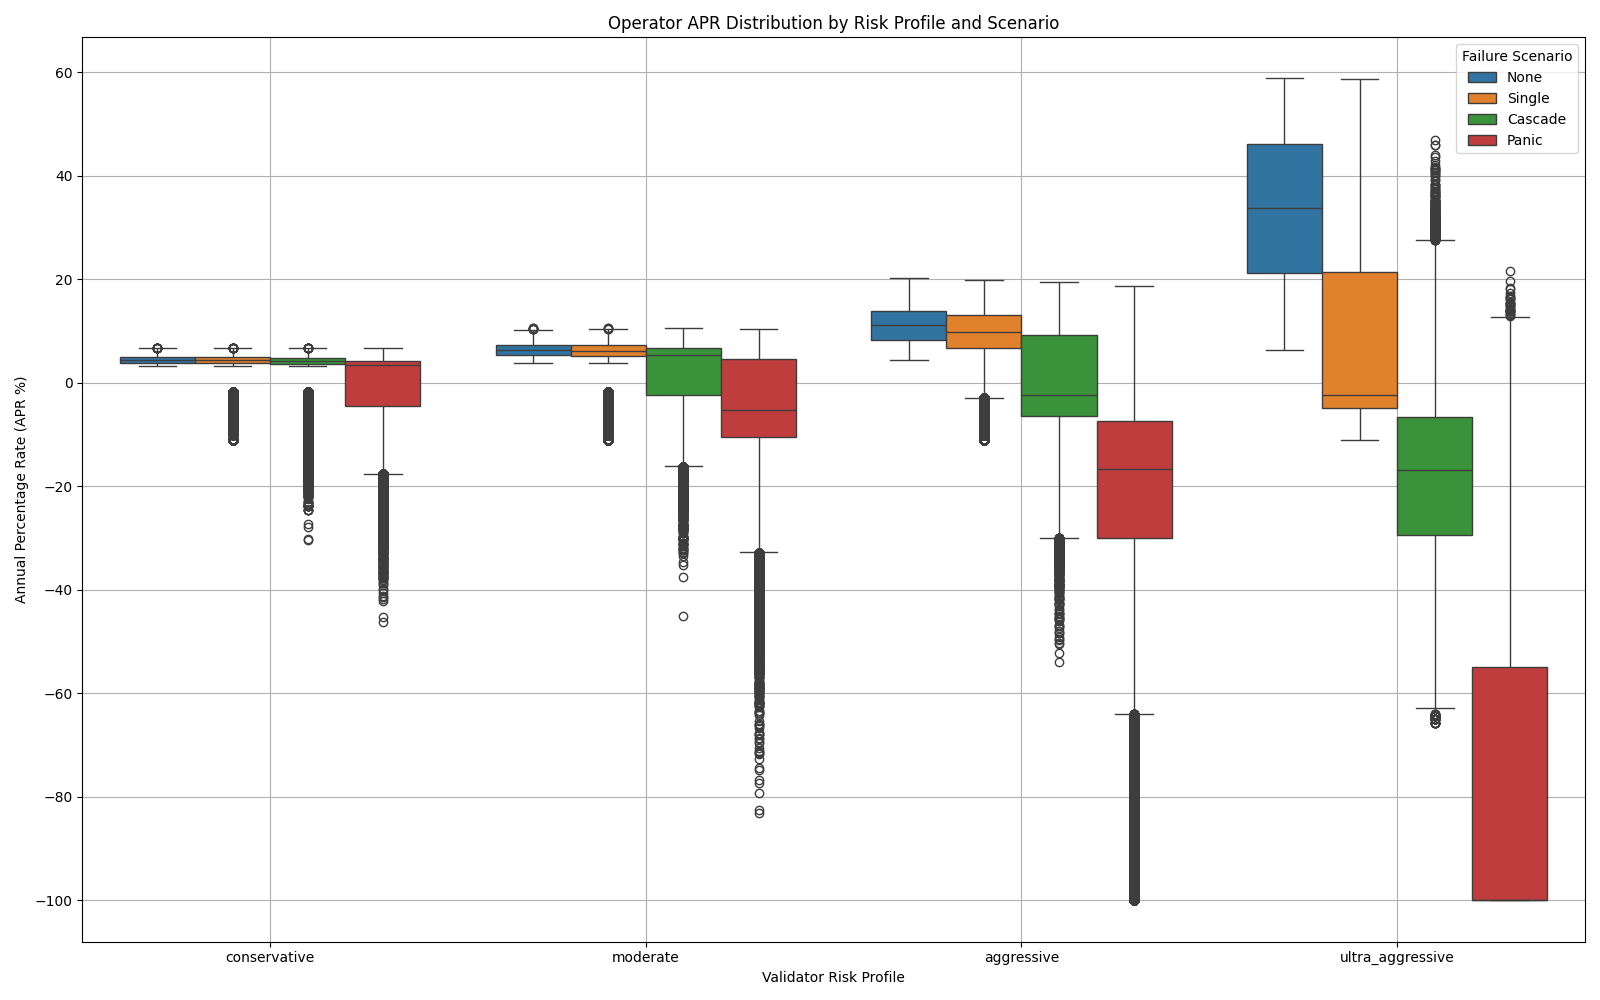 Operator APR Distribution by Risk Profile and Scenario
Failure Scenario
None
Single
Cascade
Panic
Annual Percentage Rate (APR %)
60
40
20
0
−20
−40
−60
−80
−100
conservative
moderate
aggressive
ultra_aggressive
Validator Risk Profile